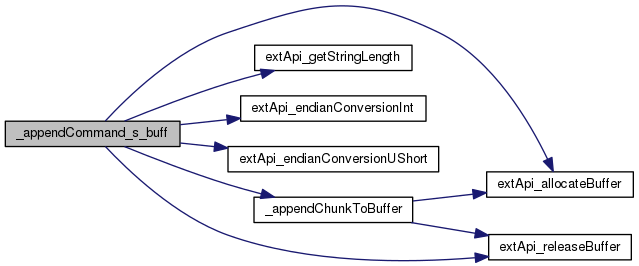 extApi_getStringLength
extApi_endianConversionInt
_appendCommand_s_buff
extApi_endianConversionUShort
extApi_allocateBuffer
_appendChunkToBuffer
extApi_releaseBuffer